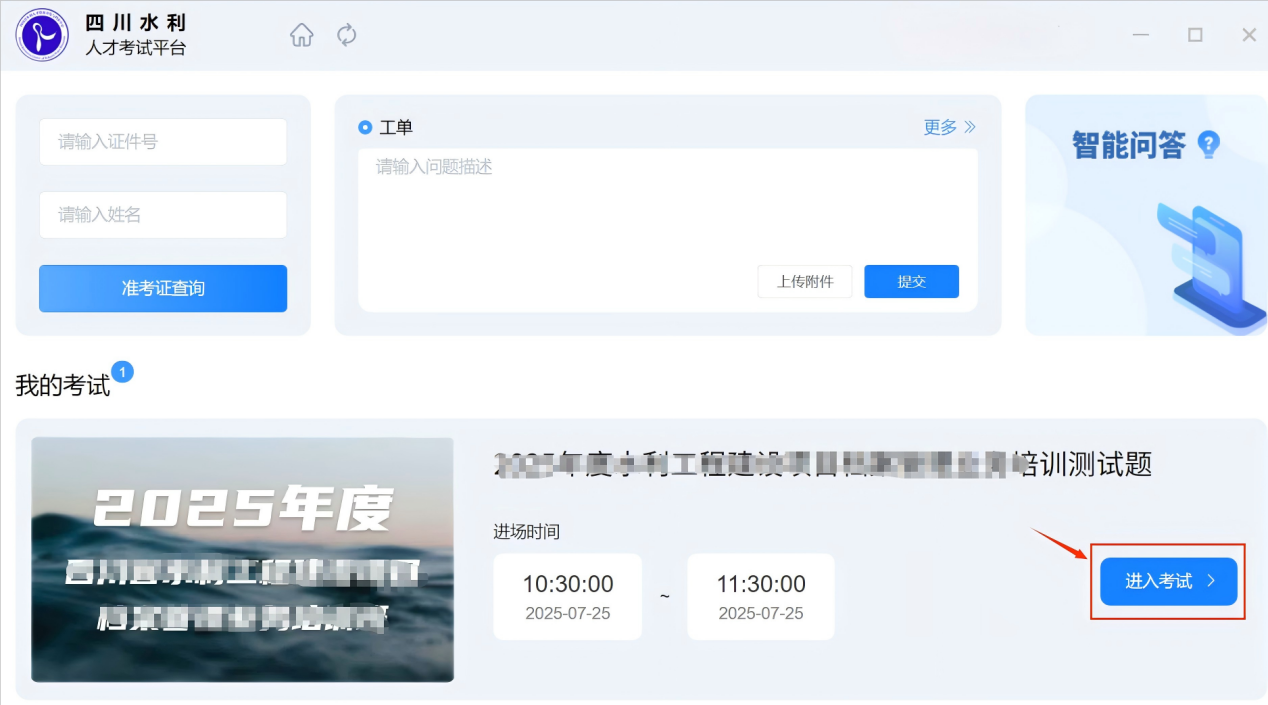 四川水利
人才考试平台
请输入证件号
请输入姓名
准考证查询
工单
更多
请输入问题描述
上传附件
提交
智能问答
?
我的考试
1
2025年度
培训测试题
进场时间
10:30:00
2025-07-25
~
11:30:00
2025-07-25
进入考试